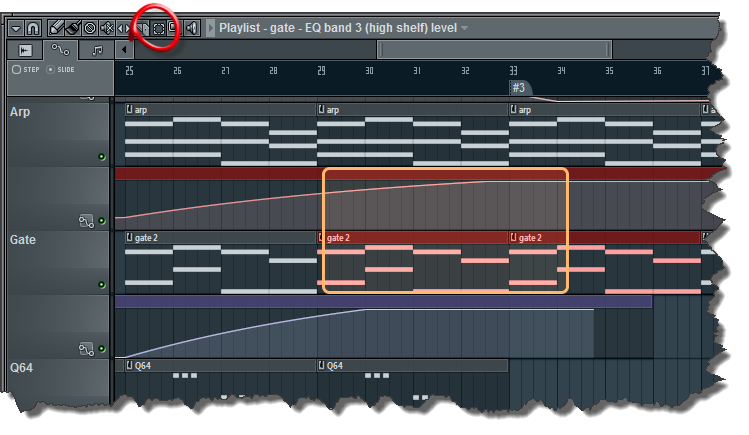 Playlist - gate - EQ band 3 (high shelf) level
STEP SLIDE
25 26 27 28 29 30 31 32 33 34 35 36 37
#3
Arp
arp arp arp
Gate
gate 2 gate 2 gate 2
Q64
Q64 Q64